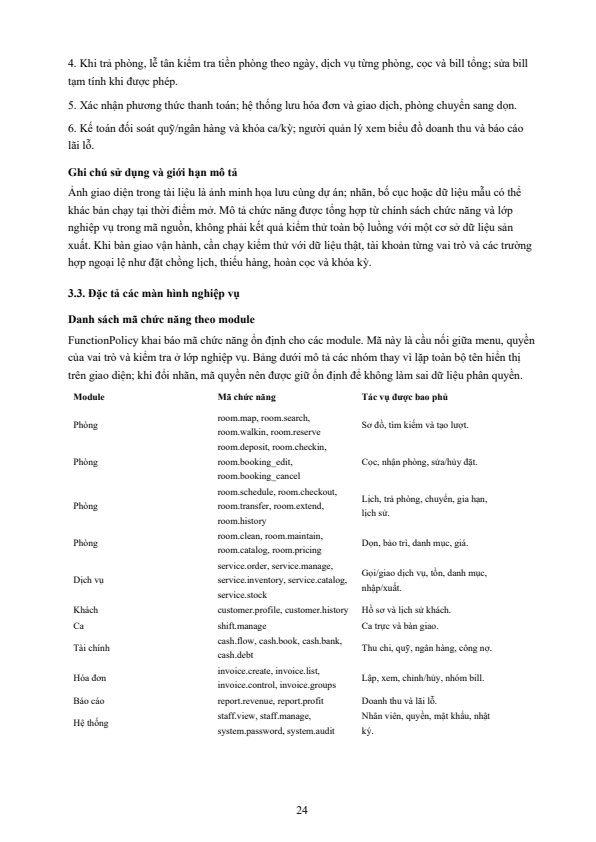 4. Khi trả phòng, lễ tân kiểm tra tiền phòng theo ngày, dịch vụ từng phòng, cọc và bill tổng; sửa bill
tạm tính khi được phép.
5. Xác nhận phương thức thanh toán; hệ thống lưu hóa đơn và giao dịch, phòng chuyển sang dọn.
6. Kế toán đối soát quỹ/ngân hàng và khóa ca/kỳ; người quản lý xem biểu đồ doanh thu và báo cáo
lãi lỗ.
Ghi chú sử dụng và giới hạn mô tả
Ảnh giao diện trong tài liệu là ảnh minh họa lưu cùng dự án; nhãn, bố cục hoặc dữ liệu mẫu có thể
khác bản chạy tại thời điểm mở. Mô tả chức năng được tổng hợp từ chính sách chức năng và lớp
nghiệp vụ trong mã nguồn, không phải kết quả kiểm thử toàn bộ luồng với một cơ sở dữ liệu sản
xuất. Khi bàn giao vận hành, cần chạy kiểm thử với dữ liệu thật, tài khoản từng vai trò và các trường
hợp ngoại lệ như đặt chồng lịch, thiếu hàng, hoàn cọc và khóa kỳ.
3.3. Đặc tả các màn hình nghiệp vụ
Danh sách mã chức năng theo module
FunctionPolicy khai báo mã chức năng ổn định cho các module. Mã này là cầu nối giữa menu, quyền
của vai trò và kiểm tra ở lớp nghiệp vụ. Bảng dưới mô tả các nhóm thay vì lặp toàn bộ tên hiển thị
trên giao diện; khi đổi nhãn, mã quyền nên được giữ ổn định để không làm sai dữ liệu phân quyền.
Module Mã chức năng Tác vụ được bao phủ
Phòng room.map, room.search, Sơ đồ, tìm kiếm và tạo lượt.
room.walkin, room.reserve
room.deposit, room.checkin,
Phòng room.booking_edit, Cọc, nhận phòng, sửa/hủy đặt.
room.booking_cancel
room.schedule, room.checkout,
Phòng room.transfer, room.extend, Lịch, trả phòng, chuyển, gia hạn,
room.history lịch sử.
Phòng room.clean, room.maintain, Dọn, bảo trì, danh mục, giá.
room.catalog, room.pricing
service.order, service.manage,
Dịch vụ service.inventory, service.catalog, Gọi/giao dịch vụ, tồn, danh mục,
service.stock nhập/xuất.
Khách customer.profile, customer.history Hồ sơ và lịch sử khách.
Ca shift.manage Ca trực và bàn giao.
Tài chính cash.flow, cash.book, cash.bank, Thu chi, quỹ, ngân hàng, công nợ.
cash.debt
Hóa đơn invoice.create, invoice.list, Lập, xem, chỉnh/hủy, nhóm bill.
invoice.control, invoice.groups
Báo cáo report.revenue, report.profit Doanh thu và lãi lỗ.
Hệ thống staff.view, staff.manage, Nhân viên, quyền, mật khẩu, nhật
system.password, system.audit ký.
24